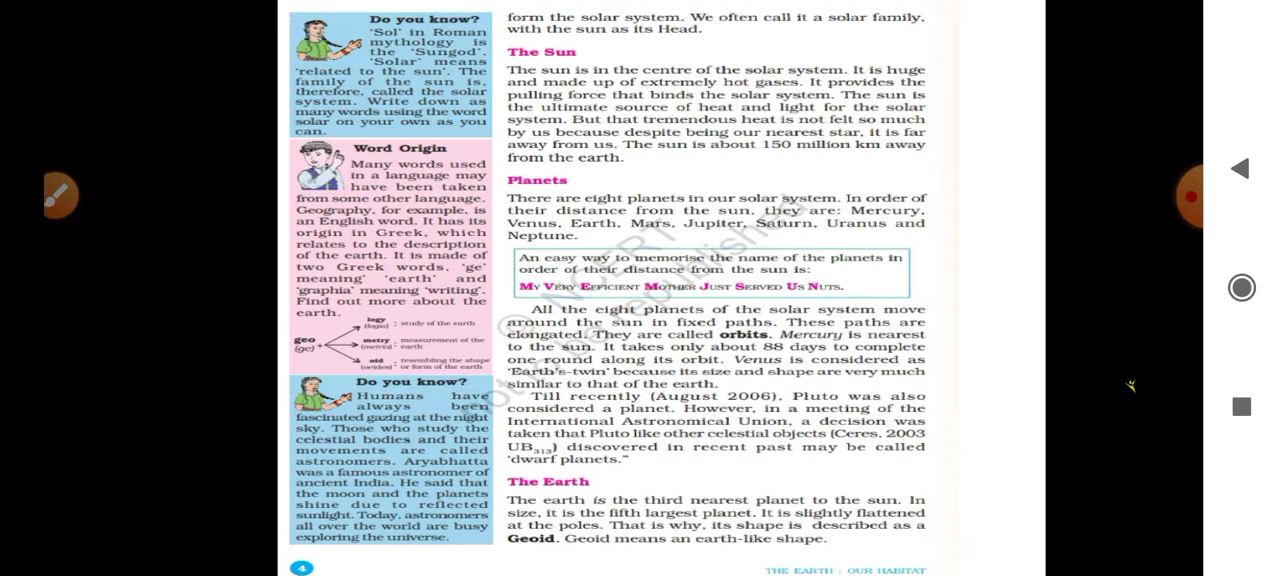 Do you know?
'Sol' in Roman
mythology is
the 'Sungod'.
'Solar' means
'related to the sun'. The
family of the sun is,
therefore, called the solar
system. Write down as
many words using the word
solar on your own as you
can.
Word Origin
Many words used
in a language may
have been taken
from some other language.
Geography, for example, is
an English word. It has its
origin in Greek, which
relates to the description
of the earth. It is made of
two Greek words, 'ge'
meaning 'earth' and
'graphia' meaning 'writing'.
Find out more about the
earth.
logy
(logia) : study of the earth
geo
(ge) +
metry : measurement of the
(metria) earth
oid : resembling the shape
(oeides) or form of the earth
Do you know?
Humans have
always been
fascinated gazing at the night
sky. Those who study the
celestial bodies and their
movements are called
astronomers. Aryabhatta
was a famous astronomer of
ancient India. He said that
the moon and the planets
shine due to reflected
sunlight. Today, astronomers
all over the world are busy
exploring the universe.
form the solar system. We often call it a solar family,
with the sun as its Head.
The Sun
The sun is in the centre of the solar system. It is huge
and made up of extremely hot gases. It provides the
pulling force that binds the solar system. The sun is
the ultimate source of heat and light for the solar
system. But that tremendous heat is not felt so much
by us because despite being our nearest star, it is far
away from us. The sun is about 150 million km away
from the earth.
Planets
There are eight planets in our solar system. In order of
their distance from the sun, they are: Mercury,
Venus, Earth, Mars, Jupiter, Saturn, Uranus and
Neptune.
An easy way to memorise the name of the planets in
order of their distance from the sun is:
MY VERY EFFICIENT MOTHER JUST SERVED US NUTS.
All the eight planets of the solar system move
around the sun in fixed paths. These paths are
elongated. They are called orbits. Mercury is nearest
to the sun. It takes only about 88 days to complete
one round along its orbit. Venus is considered as
'Earth's-twin' because its size and shape are very much
similar to that of the earth.
Till recently (August 2006), Pluto was also
considered a planet. However, in a meeting of the
International Astronomical Union, a decision was
taken that Pluto like other celestial objects (Ceres, 2003
UB313) discovered in recent past may be called
'dwarf planets."
The Earth
The earth is the third nearest planet to the sun. In
size, it is the fifth largest planet. It is slightly flattened
at the poles. That is why, its shape is described as a
Geoid. Geoid means an earth-like shape.
© NCERT
not to be republished
4
THE EARTH : OUR HABITAT